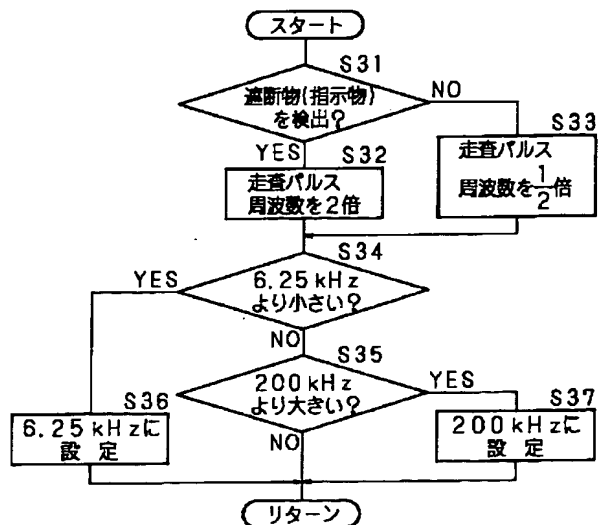 スタート
S31
遮断物(指示物)
を検出?
NO
YES
S32
走査パルス
周波数を2倍
S33
走査パルス
周波数を1/2倍
S34
YES
6.25kHz
より小さい?
NO
S35
200kHz
より大きい?
YES
NO
S36
6.25kHzに
設 定
S37
200kHzに
設 定
リターン